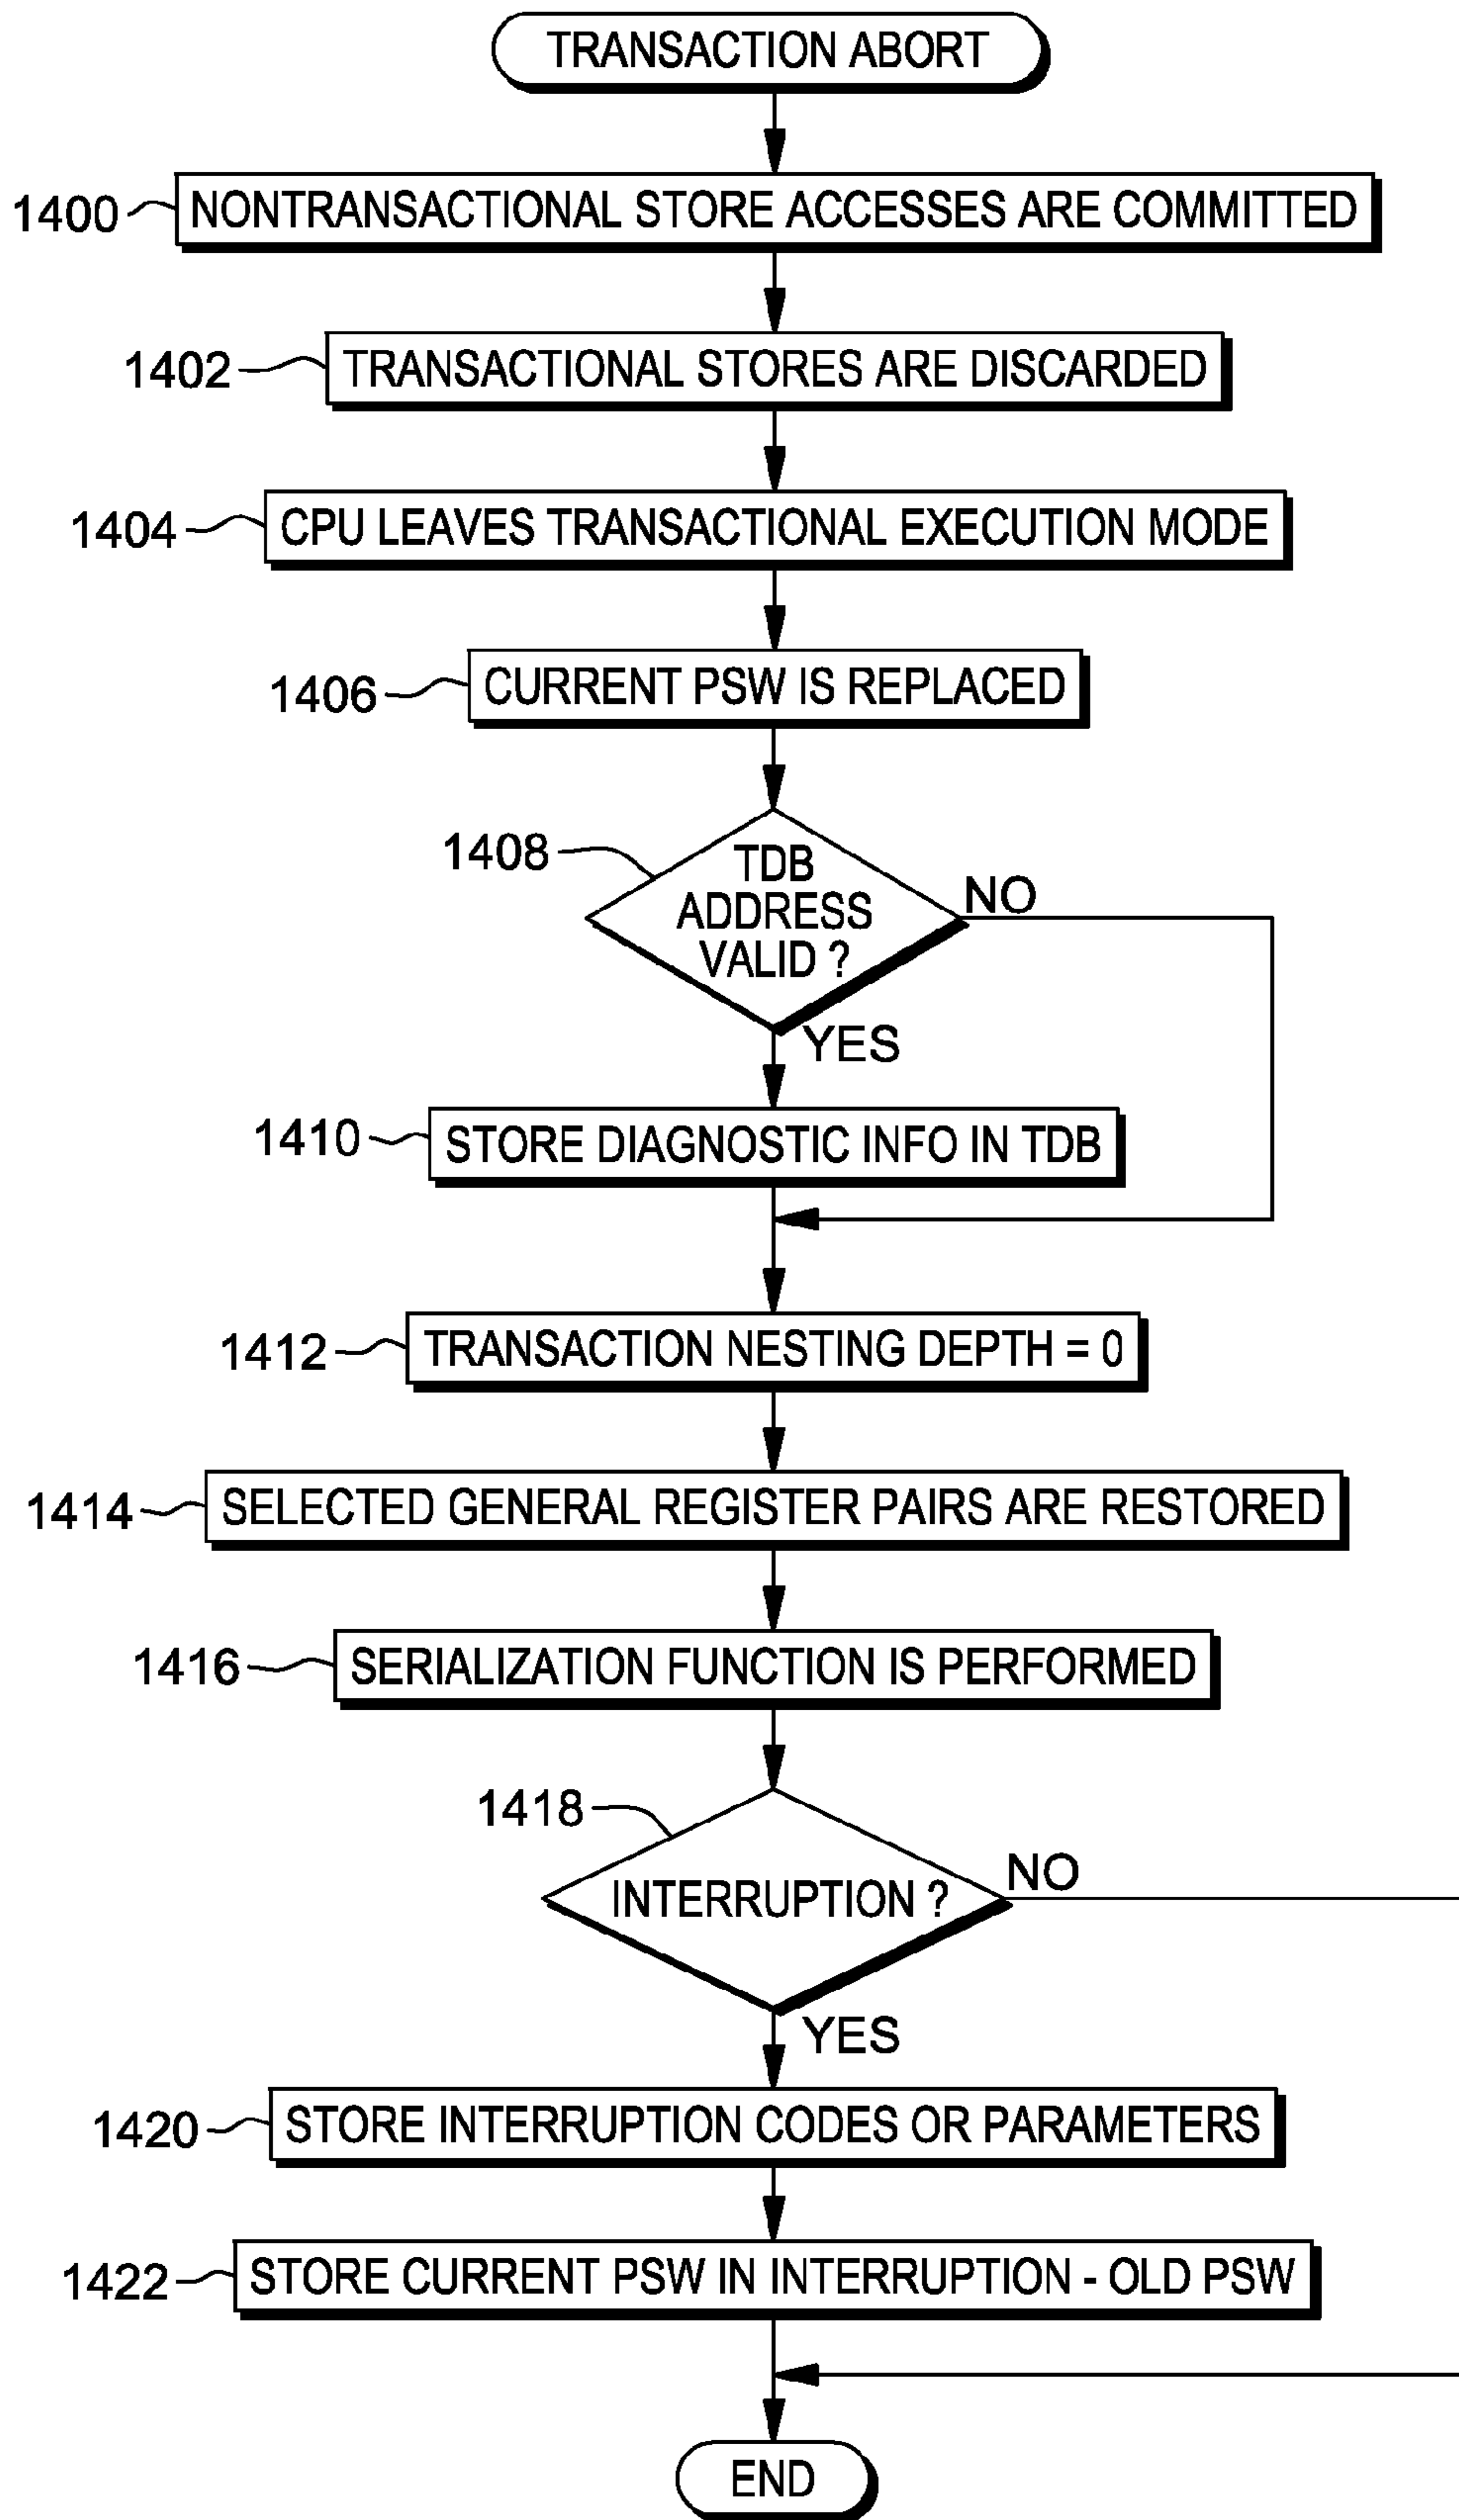 TRANSACTION ABORT
1400
NONTRANSACTIONAL STORE ACCESSES ARE COMMITTED
1402
TRANSACTIONAL STORES ARE DISCARDED
1404
CPU LEAVES TRANSACTIONAL EXECUTION MODE
1406
CURRENT PSW IS REPLACED
1408
TDB
ADDRESS
VALID ?
NO
YES
1410
STORE DIAGNOSTIC INFO IN TDB
1412
TRANSACTION NESTING DEPTH = 0
1414
SELECTED GENERAL REGISTER PAIRS ARE RESTORED
1416
SERIALIZATION FUNCTION IS PERFORMED
1418
INTERRUPTION ?
NO
YES
1420
STORE INTERRUPTION CODES OR PARAMETERS
1422
STORE CURRENT PSW IN INTERRUPTION - OLD PSW
END